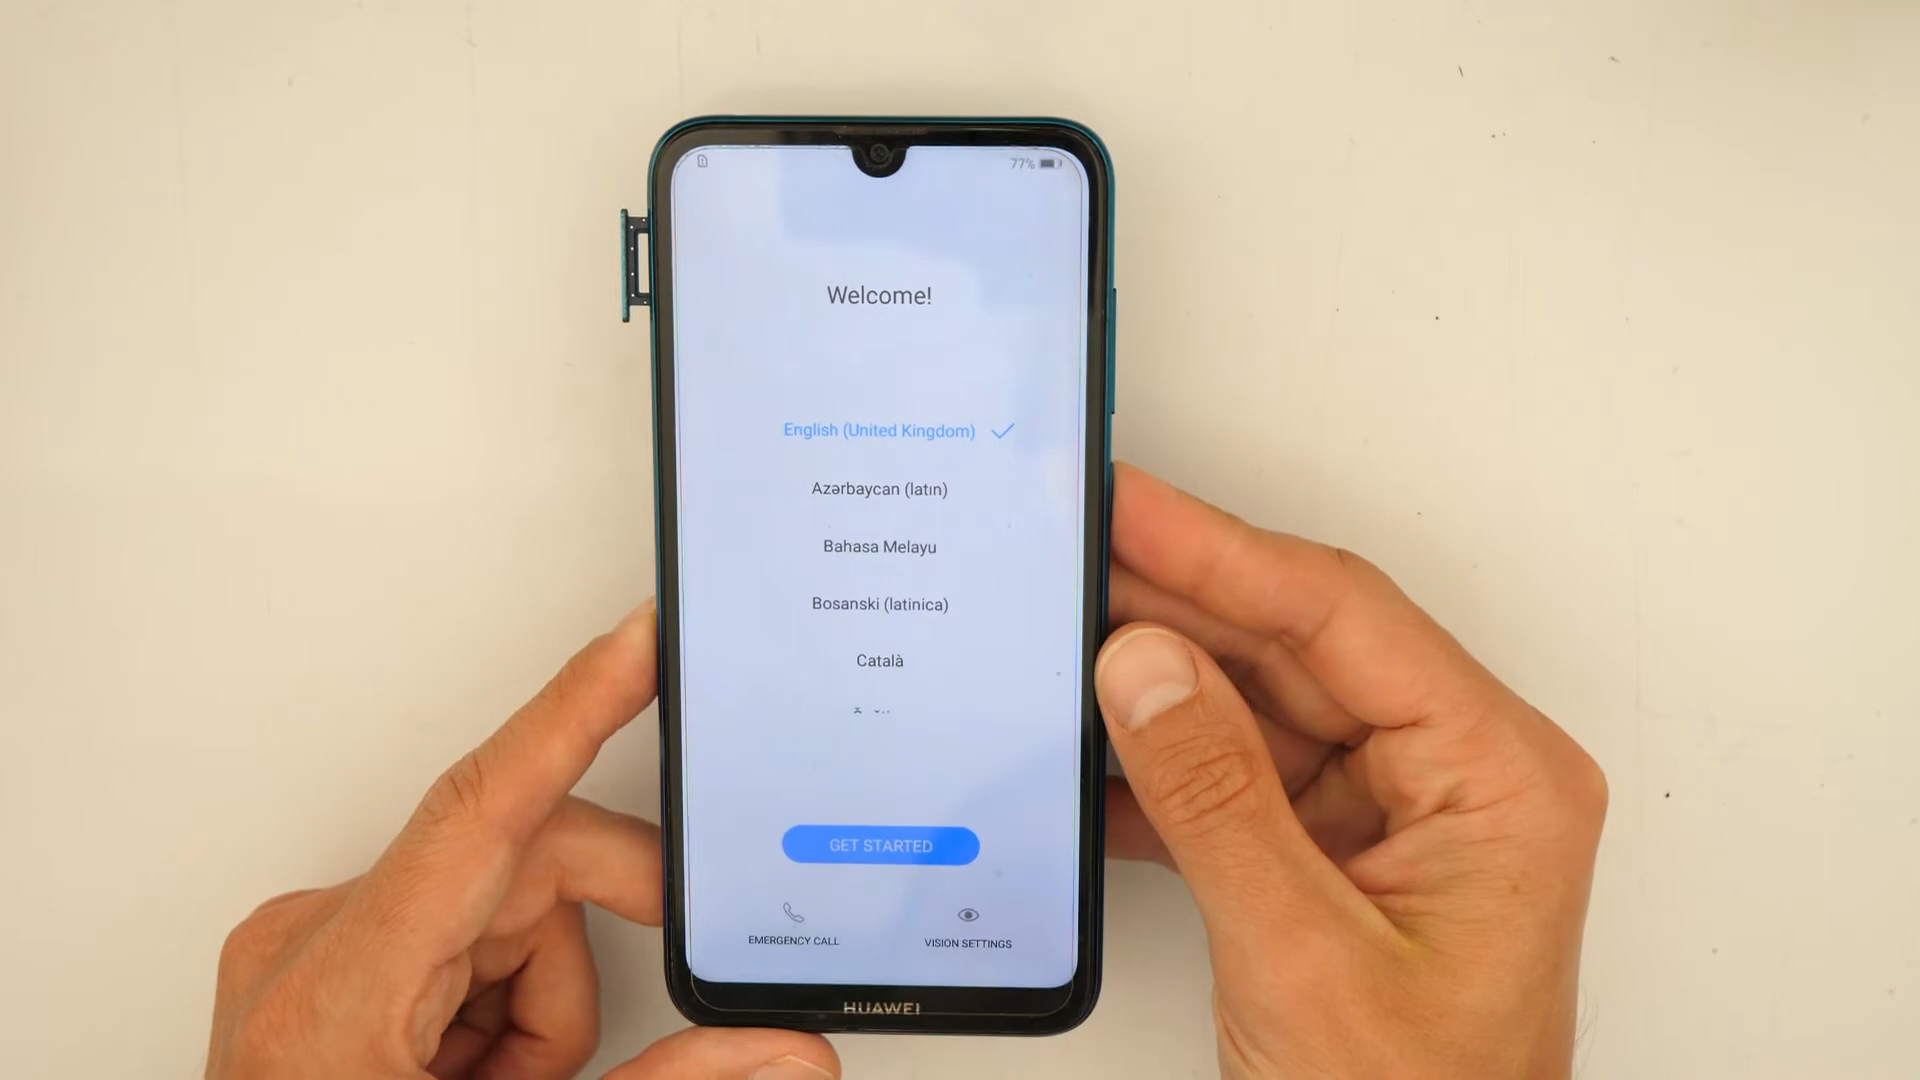 77%
Welcome!
English (United Kingdom)
Azərbaycan (latın)
Bahasa Melayu
Bosanski (latinica)
Català
GET STARTED
EMERGENCY CALL
VISION SETTINGS
HUAWEI